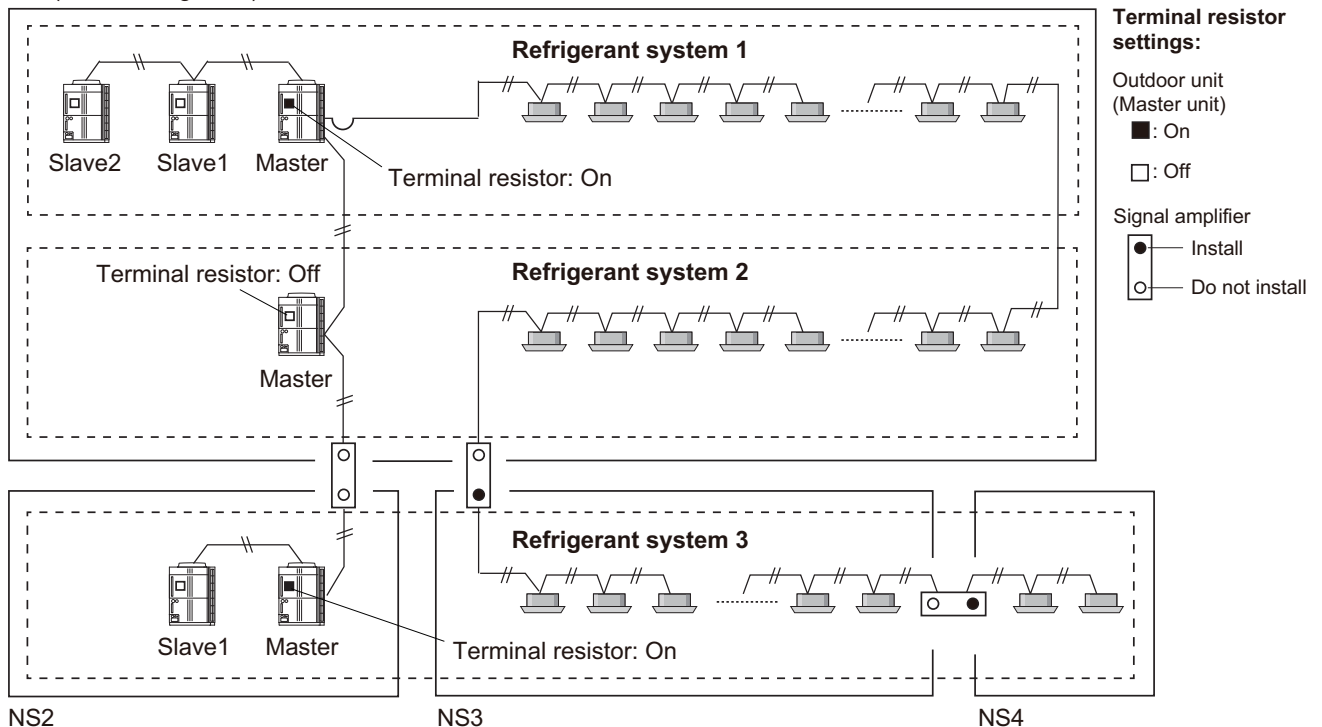 Refrigerant system 1
Slave2
Slave1
Master
Terminal resistor: On
Terminal resistor: Off
Refrigerant system 2
Master
Refrigerant system 3
Slave1
Master
Terminal resistor: On
NS2
NS3
NS4
Terminal resistor
settings:
Outdoor unit
(Master unit)
■: On
□: Off
Signal amplifier
Install
Do not install